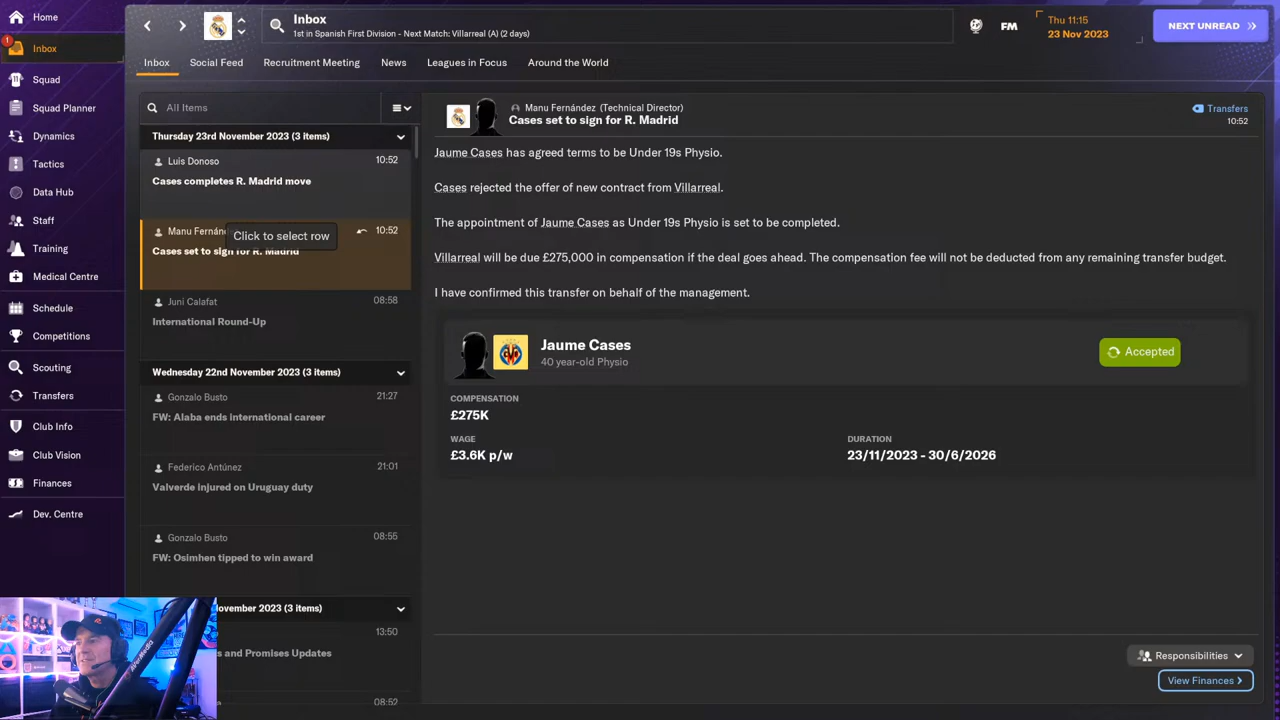 Home
Inbox
1st in Spanish First Division - Next Match: Villarreal (A) (2 days)
FM
Thu 11:15
23 Nov 2023
NEXT UNREAD
1
Inbox
Squad
Squad Planner
Dynamics
Tactics
Data Hub
Staff
Training
Medical Centre
Schedule
Competitions
Scouting
Transfers
Club Info
Club Vision
Finances
Dev. Centre
Inbox
Social Feed
Recruitment Meeting
News
Leagues in Focus
Around the World
All Items
Thursday 23rd November 2023 (3 items)
Luis Donoso
10:52
Cases completes R. Madrid move
Manu Fernánd
10:52
Click to select row
Cases set to sign for R. Madrid
Juni Calafat
08:58
International Round-Up
Wednesday 22nd November 2023 (3 items)
Gonzalo Busto
21:27
FW: Alaba ends international career
Federico Antúnez
21:01
Valverde injured on Uruguay duty
Gonzalo Busto
08:55
FW: Osimhen tipped to win award
ovember 2023 (3 items)
13:50
s and Promises Updates
08:52
Manu Fernández (Technical Director)
Cases set to sign for R. Madrid
Transfers
10:52
Jaume Cases has agreed terms to be Under 19s Physio.
Cases rejected the offer of new contract from Villarreal.
The appointment of Jaume Cases as Under 19s Physio is set to be completed.
Villarreal will be due £275,000 in compensation if the deal goes ahead. The compensation fee will not be deducted from any remaining transfer budget.
I have confirmed this transfer on behalf of the management.
Jaume Cases
40 year-old Physio
Accepted
COMPENSATION
£275K
WAGE
£3.6K p/w
DURATION
23/11/2023 - 30/6/2026
Responsibilities
View Finances
AVerMedia